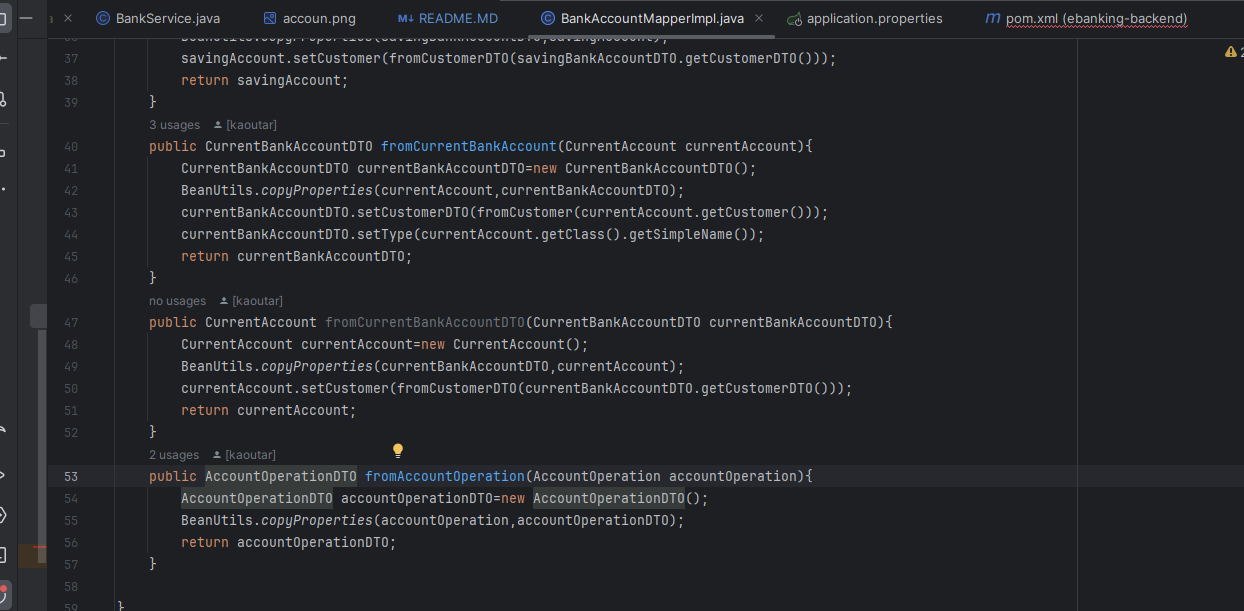 BankService.java accoun.png README.MD BankAccountMapperImpl.java application.properties pom.xml (ebanking-backend)
37 savingAccount.setCustomer(fromCustomerDTO(savingBankAccountDTO.getCustomerDTO()));
38 return savingAccount;
39 }
3 usages [kaoutar]
40 public CurrentBankAccountDTO fromCurrentBankAccount(CurrentAccount currentAccount){
41 CurrentBankAccountDTO currentBankAccountDTO=new CurrentBankAccountDTO();
42 BeanUtils.copyProperties(currentAccount,currentBankAccountDTO);
43 currentBankAccountDTO.setCustomerDTO(fromCustomer(currentAccount.getCustomer()));
44 currentBankAccountDTO.setType(currentAccount.getClass().getSimpleName());
45 return currentBankAccountDTO;
46 }
no usages [kaoutar]
47 public CurrentAccount fromCurrentBankAccountDTO(CurrentBankAccountDTO currentBankAccountDTO){
48 CurrentAccount currentAccount=new CurrentAccount();
49 BeanUtils.copyProperties(currentBankAccountDTO,currentAccount);
50 currentAccount.setCustomer(fromCustomerDTO(currentBankAccountDTO.getCustomerDTO()));
51 return currentAccount;
52 }
2 usages [kaoutar]
53 public AccountOperationDTO fromAccountOperation(AccountOperation accountOperation){
54 AccountOperationDTO accountOperationDTO=new AccountOperationDTO();
55 BeanUtils.copyProperties(accountOperation,accountOperationDTO);
56 return accountOperationDTO;
57 }
58
59 }